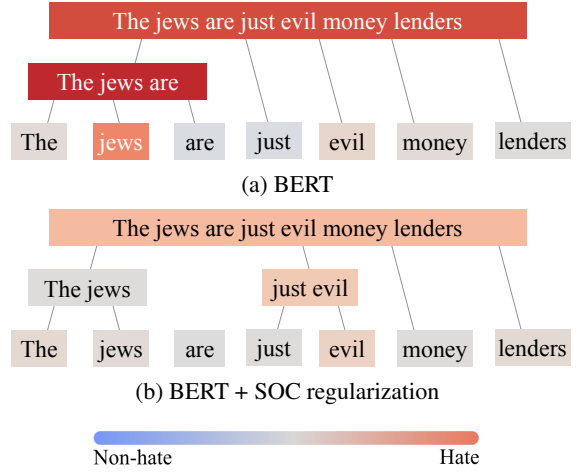 The jews are just evil money lenders
The jews are
The jews are just evil money lenders
(a) BERT
The jews are just evil money lenders
The jews just evil
The jews are just evil money lenders
(b) BERT + SOC regularization
Non-hate Hate